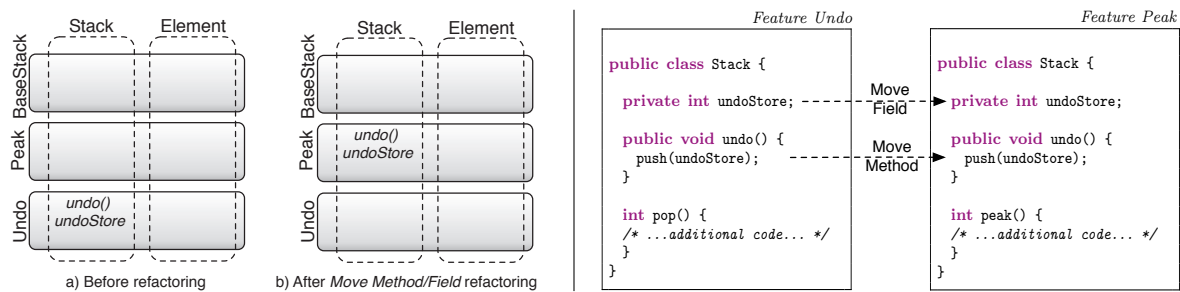 Stack Element
BaseStack
Peak
Undo
undo()
undoStore
a) Before refactoring
Stack Element
BaseStack
Peak
Undo
undo()
undoStore
b) After Move Method/Field refactoring
Feature Undo
public class Stack {
private int undoStore;
public void undo() {
push(undoStore);
}
int pop() {
/* ...additional code... */
}
}
Move
Field
Move
Method
Feature Peak
public class Stack {
private int undoStore;
public void undo() {
push(undoStore);
}
int peak() {
/* ...additional code... */
}
}